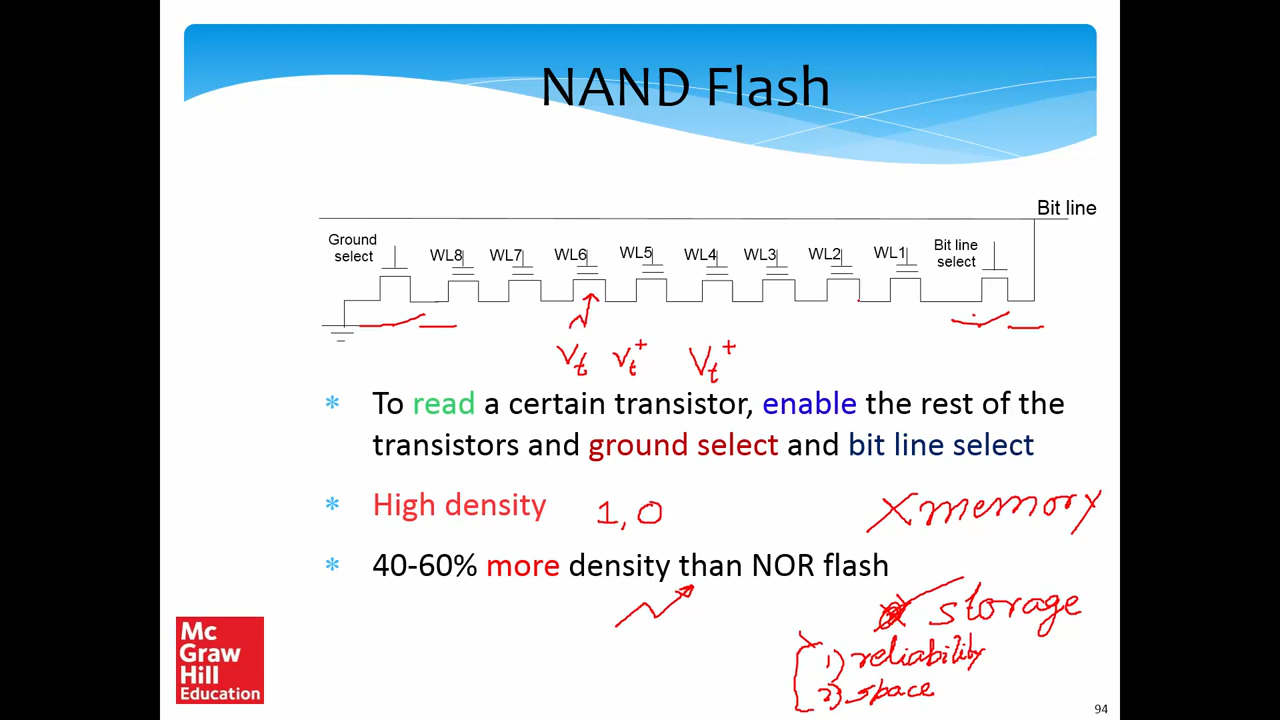 NAND Flash
Bit line
Ground select
WL8 WL7 WL6 WL5 WL4 WL3 WL2 WL1
Bit line select
Vt Vt+ Vt+
* To read a certain transistor, enable the rest of the
transistors and ground select and bit line select
* High density 1, 0 X memory
* 40-60% more density than NOR flash
storage
1) reliability
2) space
Mc
Graw
Hill
Education
94